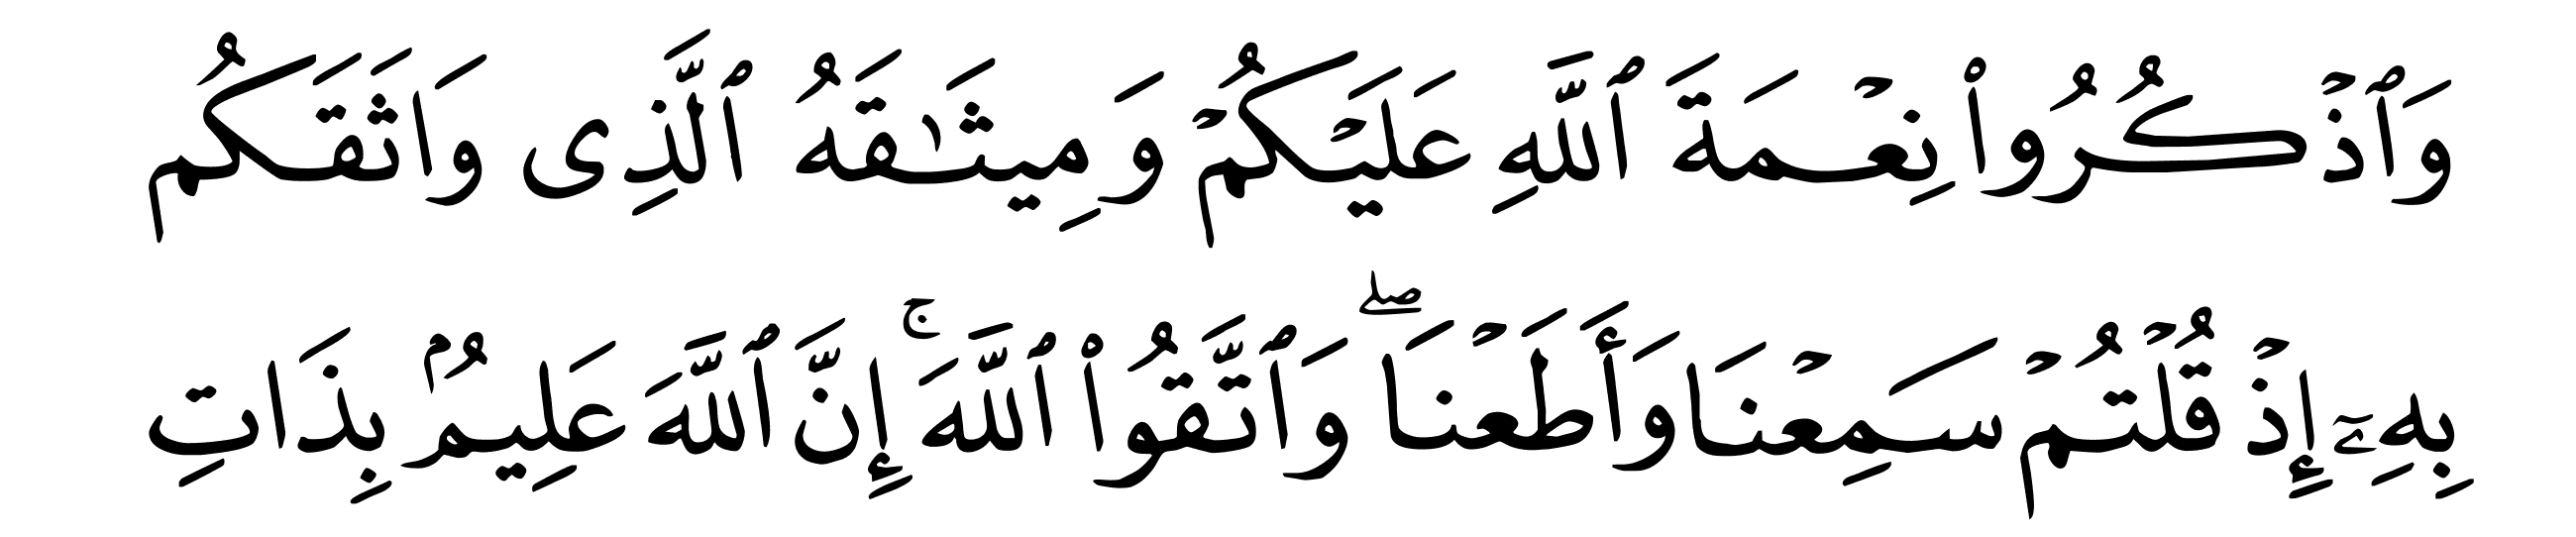 وَٱذۡكُرُواْ نِعۡمَةَ ٱللَّهِ عَلَيۡكُمۡ وَمِيثَٰقَهُ ٱلَّذِى وَاثَقَكُم
بِهِۦٓ إِذۡ قُلۡتُمۡ سَمِعۡنَا وَأَطَعۡنَاۖ وَٱتَّقُواْ ٱللَّهَۚ إِنَّ ٱللَّهَ عَلِيمُۢ بِذَاتِ